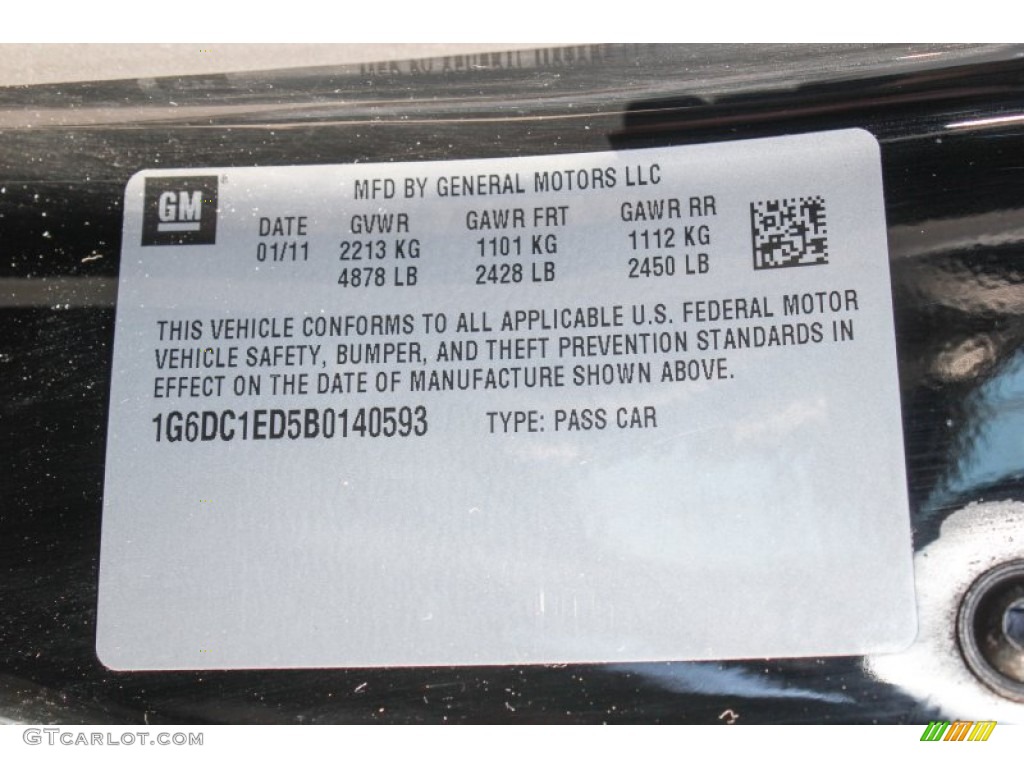 GM
MFD BY GENERAL MOTORS LLC
DATE GVWR GAWR FRT GAWR RR
01/11 2213 KG 1101 KG 1112 KG
4878 LB 2428 LB 2450 LB
THIS VEHICLE CONFORMS TO ALL APPLICABLE U.S. FEDERAL MOTOR
VEHICLE SAFETY, BUMPER, AND THEFT PREVENTION STANDARDS IN
EFFECT ON THE DATE OF MANUFACTURE SHOWN ABOVE.
1G6DC1ED5B0140593 TYPE: PASS CAR
GTCARLOT.COM